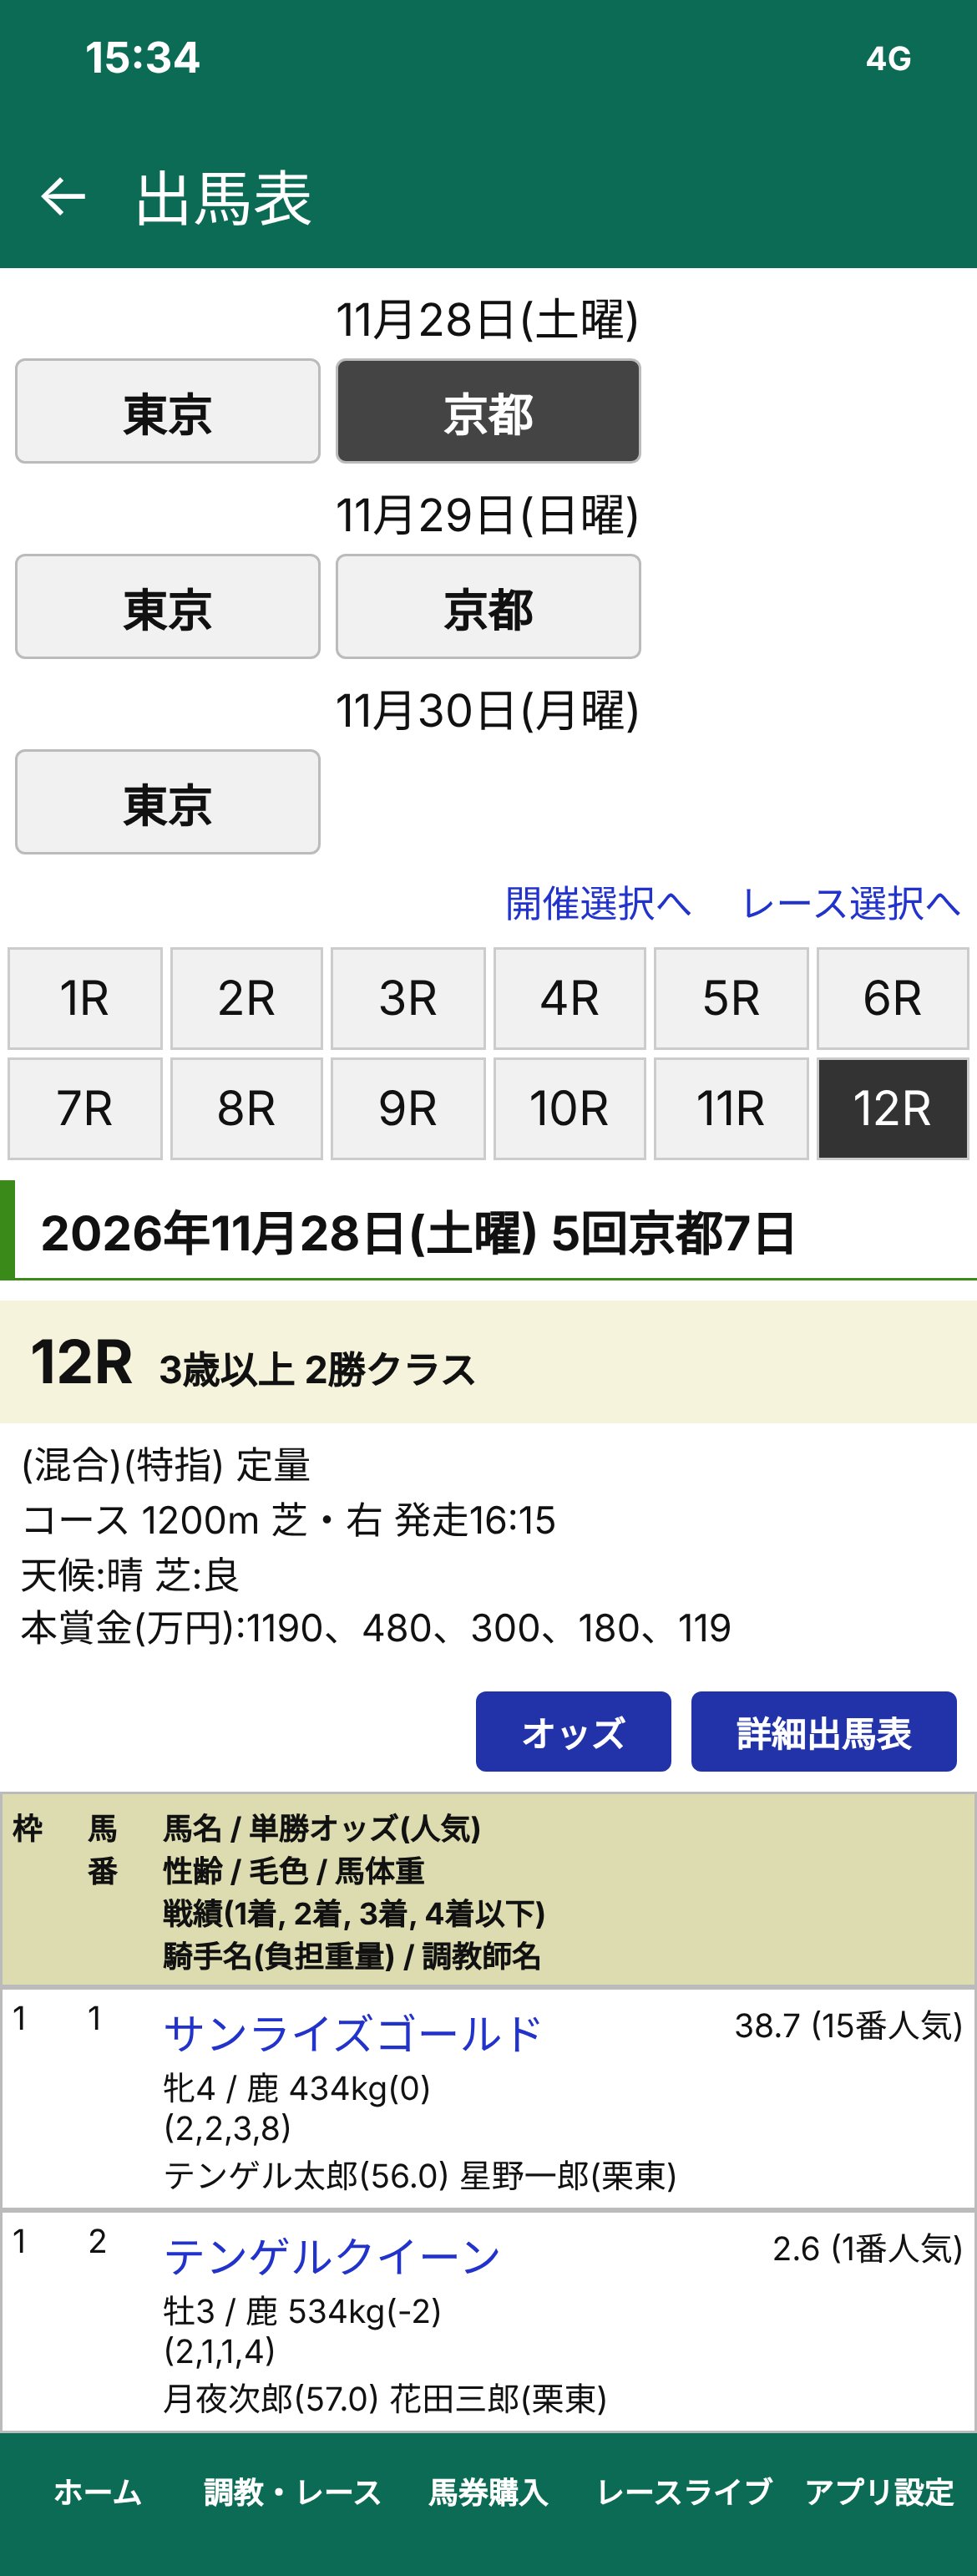 15:34 4G
← 出馬表
11月28日(土曜)
東京 京都
11月29日(日曜)
東京 京都
11月30日(月曜)
東京
開催選択へ レース選択へ
1R 2R 3R 4R 5R 6R
7R 8R 9R 10R 11R 12R
2026年11月28日(土曜) 5回京都7日
12R 3歳以上 2勝クラス
(混合)(特指) 定量
コース 1200m 芝・右 発走16:15
天候:晴 芝:良
本賞金(万円):1190、480、300、180、119
オッズ 詳細出馬表
枠 馬番 馬名 / 単勝オッズ(人気)
性齢 / 毛色 / 馬体重
戦績(1着, 2着, 3着, 4着以下)
騎手名(負担重量) / 調教師名
1 1 サンライズゴールド 38.7 (15番人気)
牝4 / 鹿 434kg(0)
(2,2,3,8)
テンゲル太郎(56.0) 星野一郎(栗東)
1 2 テンゲルクイーン 2.6 (1番人気)
牡3 / 鹿 534kg(-2)
(2,1,1,4)
月夜次郎(57.0) 花田三郎(栗東)
ホーム 調教・レース 馬券購入 レースライブ アプリ設定